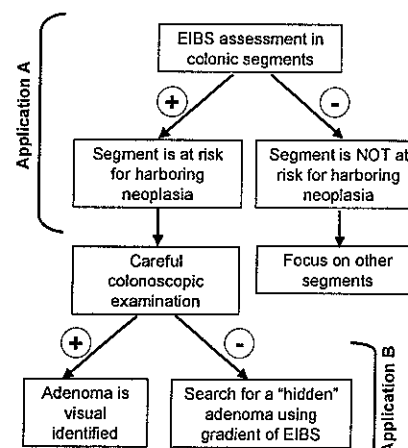 Application A
EIBS assessment in
colonic segments
+
-
Segment is at risk
for harboring
neoplasia
Segment is NOT at
risk for harboring
neoplasia
Careful
colonoscopic
examination
Focus on other
segments
+
-
Application B
Adenoma is
visual
identified
Search for a "hidden"
adenoma using
gradient of EIBS